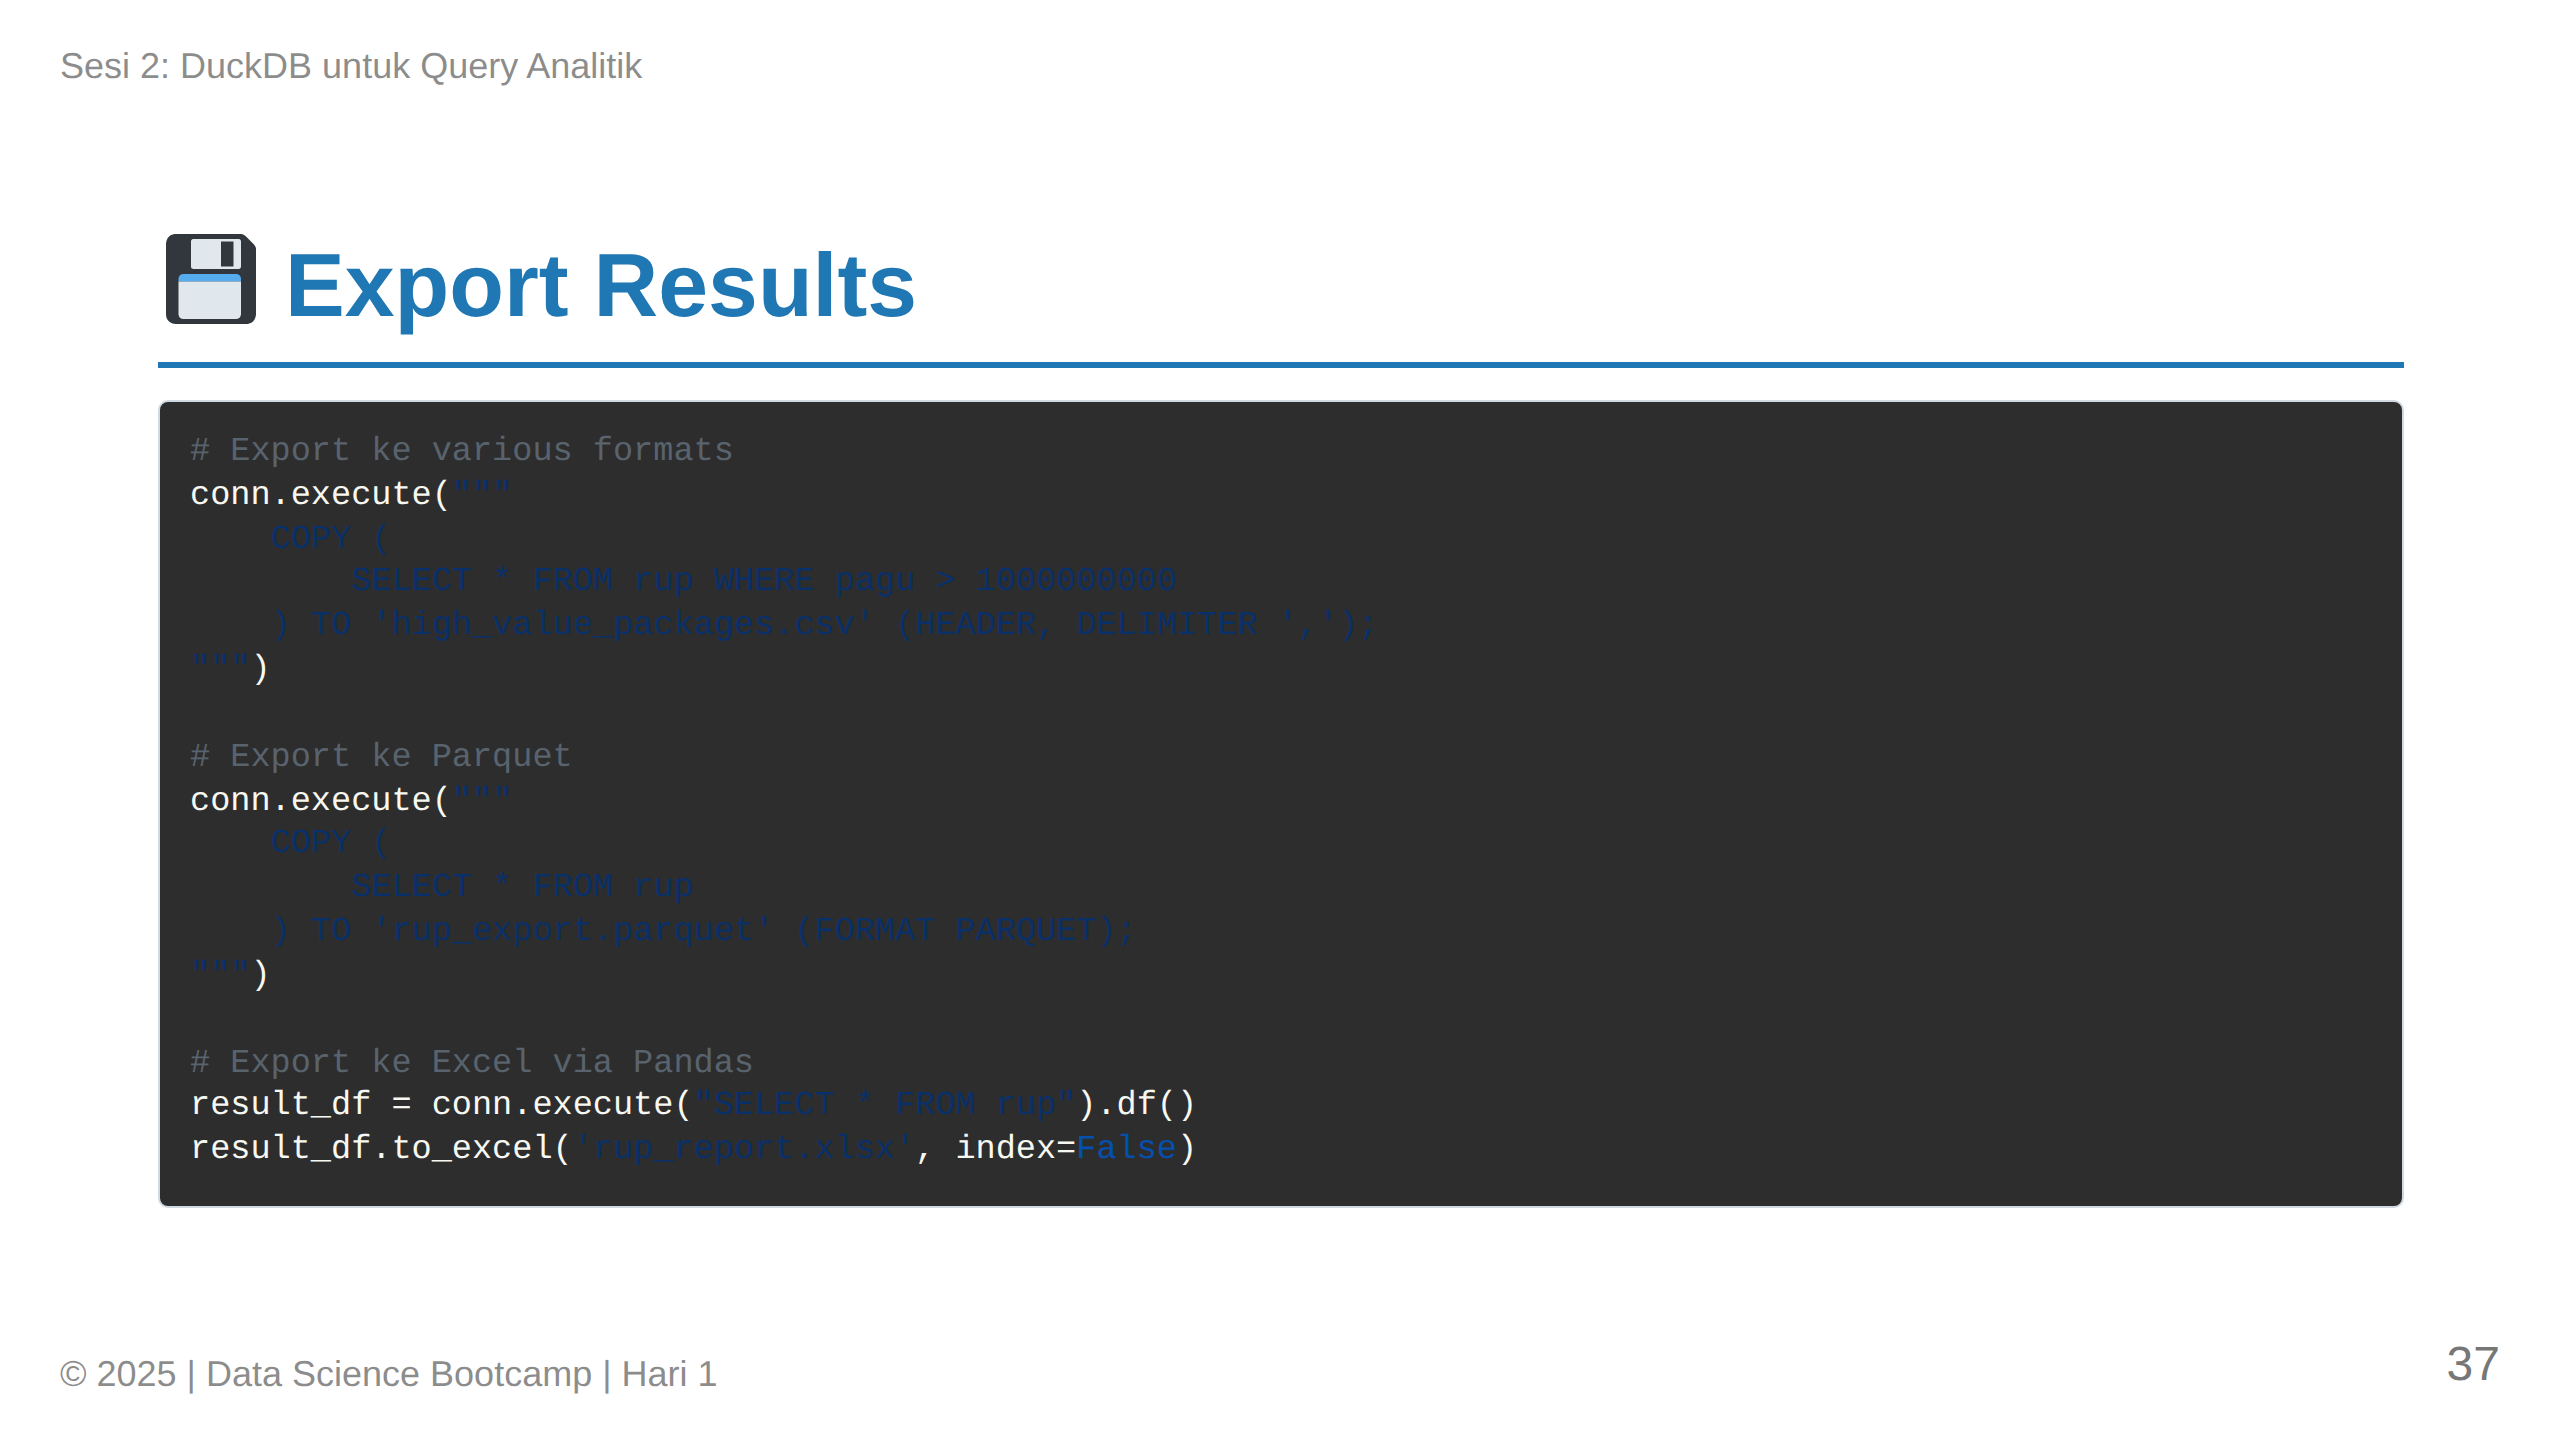 Sesi 2: DuckDB untuk Query Analitik
Export Results
# Export ke various formats
conn.execute("""
    COPY (
        SELECT * FROM rup WHERE pagu > 1000000000
    ) TO 'high_value_packages.csv' (HEADER, DELIMITER ',');
""")
# Export ke Parquet
conn.execute("""
    COPY (
        SELECT * FROM rup
    ) TO 'rup_export.parquet' (FORMAT PARQUET);
""")
# Export ke Excel via Pandas
result_df = conn.execute("SELECT * FROM rup").df()
result_df.to_excel('rup_report.xlsx', index=False)
© 2025 | Data Science Bootcamp | Hari 1
37